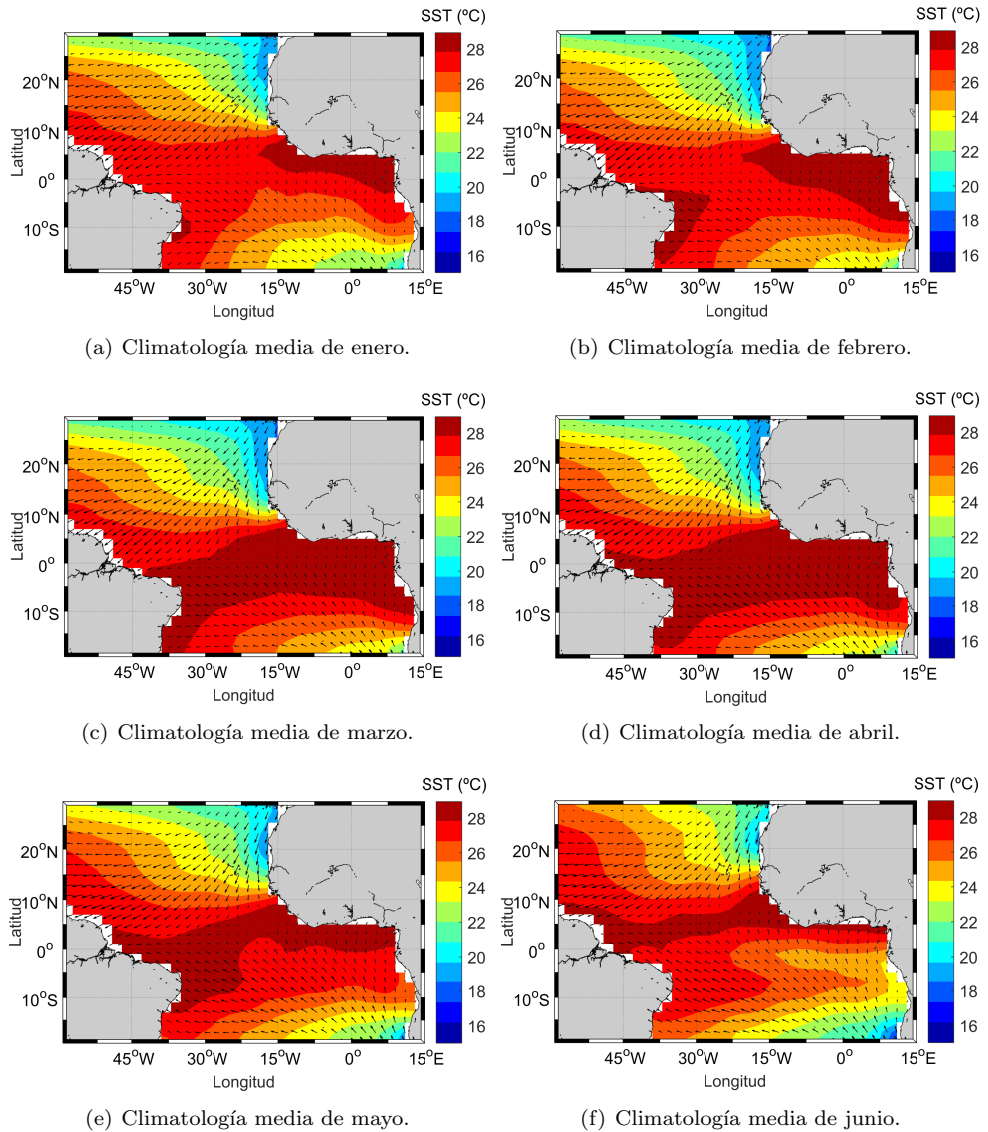 SST (ºC)
28
26
24
22
20
18
16
20ºN
10ºN
0º
10ºS
Latitud
45ºW
30ºW
15ºW
0º
15ºE
Longitud
(a) Climatología media de enero.
SST (ºC)
28
26
24
22
20
18
16
20ºN
10ºN
0º
10ºS
Latitud
45ºW
30ºW
15ºW
0º
15ºE
Longitud
(b) Climatología media de febrero.
SST (ºC)
28
26
24
22
20
18
16
20ºN
10ºN
0º
10ºS
Latitud
45ºW
30ºW
15ºW
0º
15ºE
Longitud
(c) Climatología media de marzo.
SST (ºC)
28
26
24
22
20
18
16
20ºN
10ºN
0º
10ºS
Latitud
45ºW
30ºW
15ºW
0º
15ºE
Longitud
(d) Climatología media de abril.
SST (ºC)
28
26
24
22
20
18
16
20ºN
10ºN
0º
10ºS
Latitud
45ºW
30ºW
15ºW
0º
15ºE
Longitud
(e) Climatología media de mayo.
SST (ºC)
28
26
24
22
20
18
16
20ºN
10ºN
0º
10ºS
Latitud
45ºW
30ºW
15ºW
0º
15ºE
Longitud
(f) Climatología media de junio.